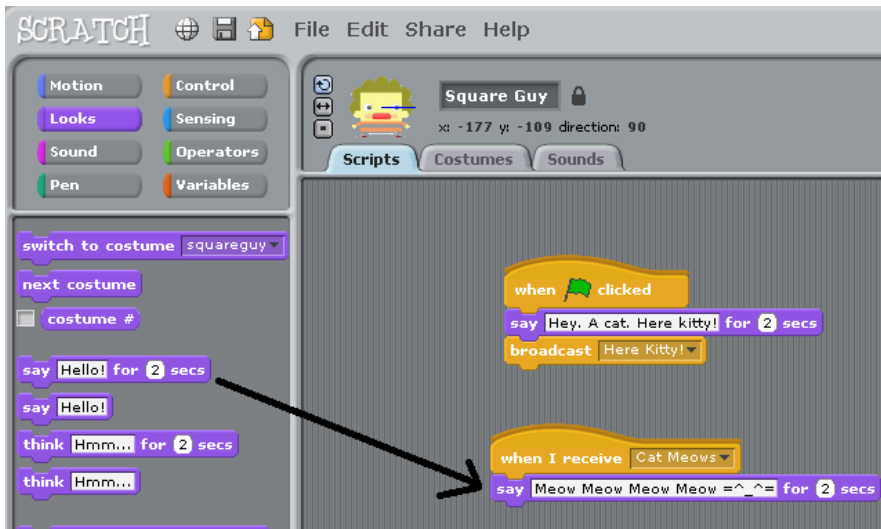 SCRATCH File Edit Share Help
Motion Control
Looks Sensing
Sound Operators
Pen Variables
Square Guy
x: -177 y: -109 direction: 90
Scripts Costumes Sounds
switch to costume squareguy
next costume
costume #
say Hello! for 2 secs
say Hello!
think Hmm... for 2 secs
think Hmm...
when clicked
say Hey. A cat. Here kitty! for 2 secs
broadcast Here Kitty!
when I receive Cat Meows
say Meow Meow Meow Meow =^_^= for 2 secs